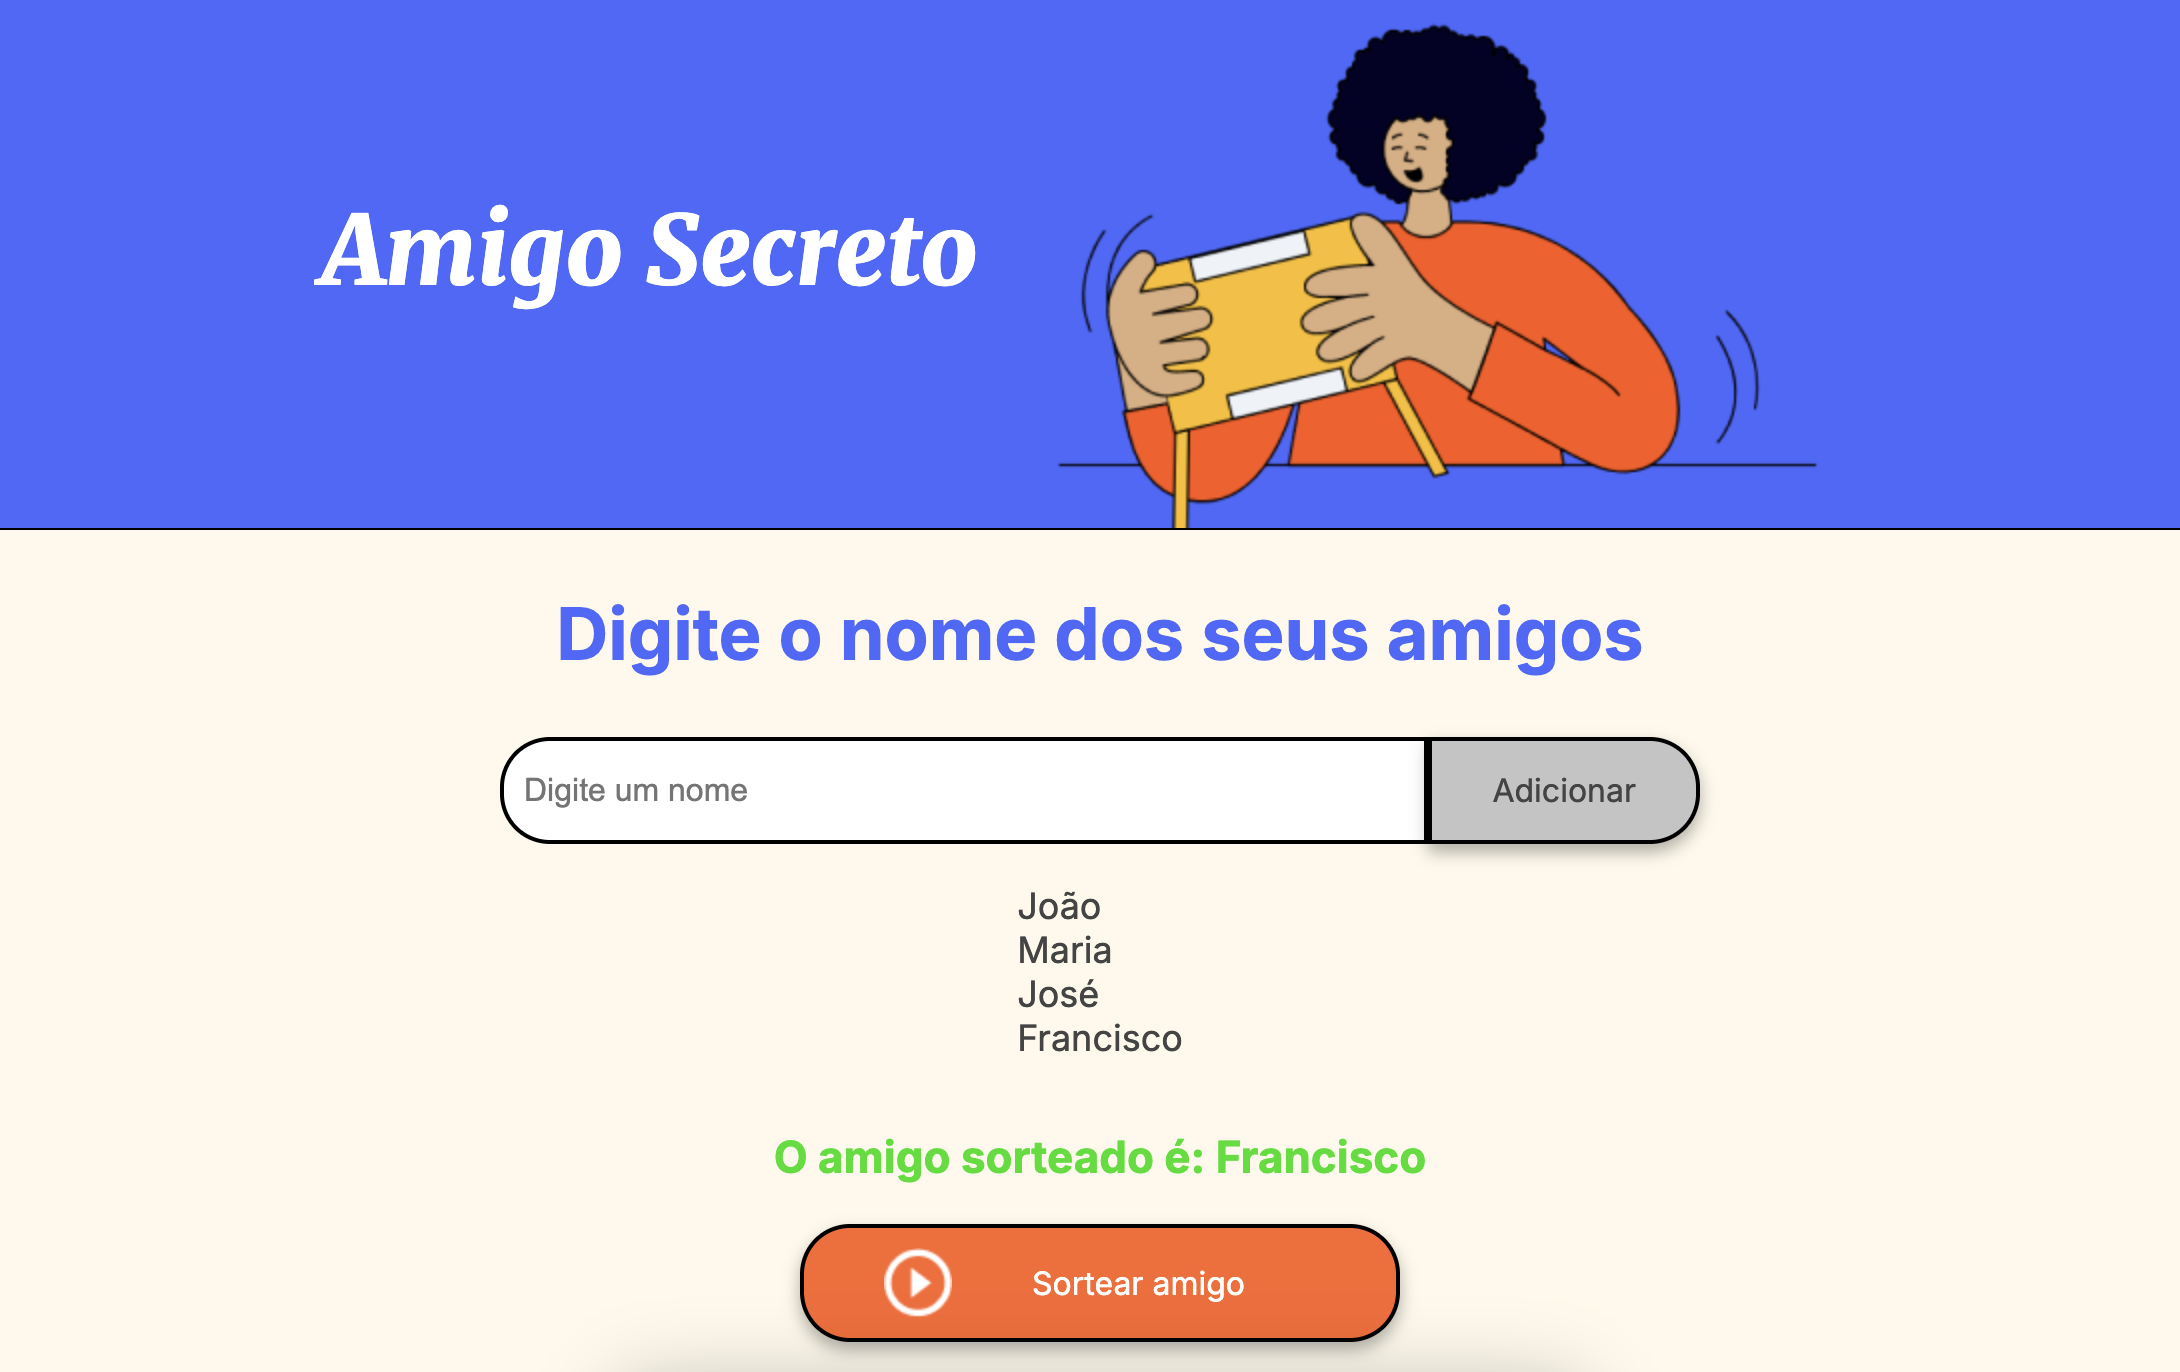 Amigo Secreto
Digite o nome dos seus amigos
Digite um nome
Adicionar
João
Maria
José
Francisco
O amigo sorteado é: Francisco
Sortear amigo